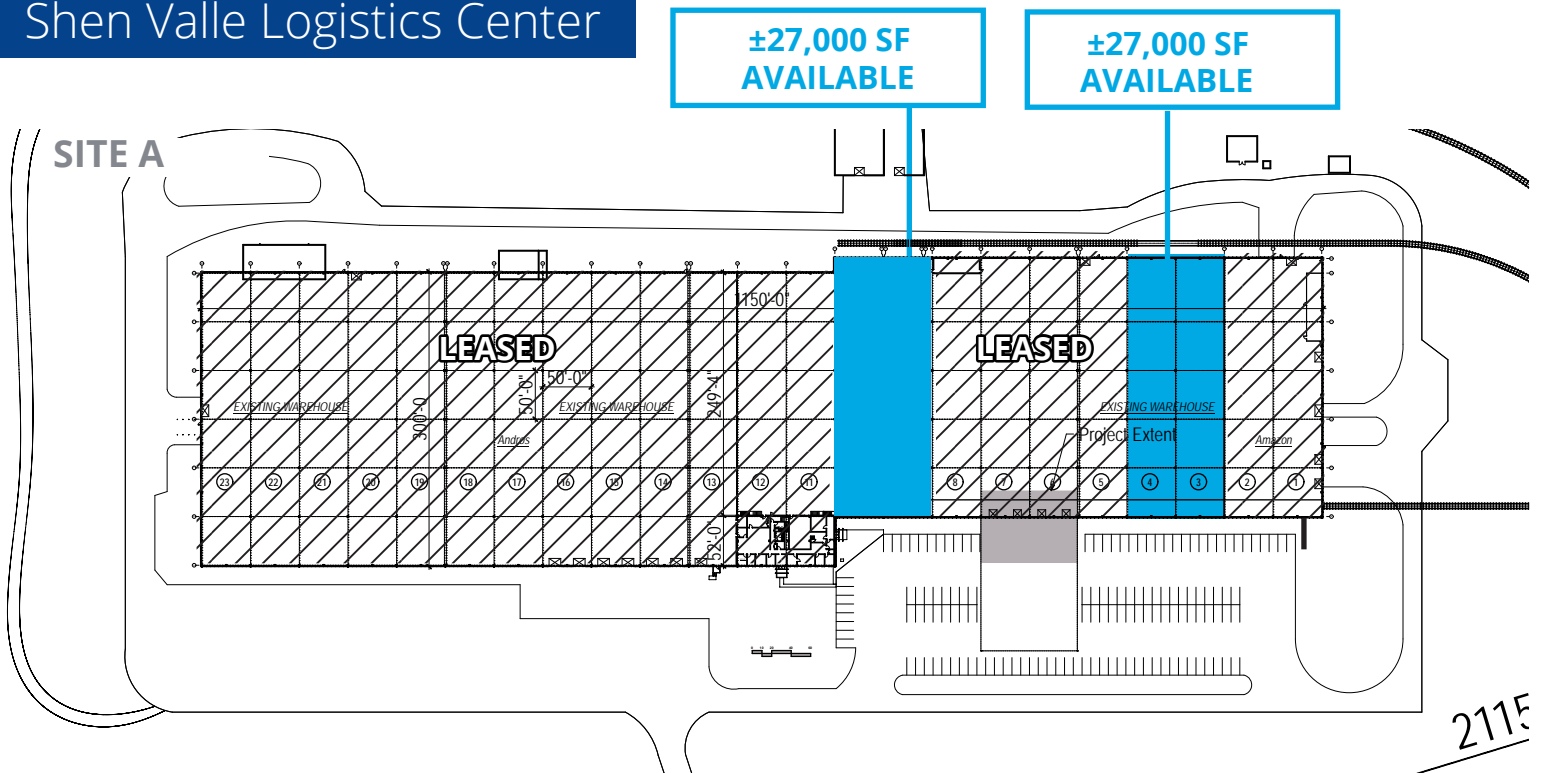 Shen Valle Logistics Center
±27,000 SF
AVAILABLE
±27,000 SF
AVAILABLE
SITE A
1150'-0"
LEASED
LEASED
50'-0"
50'-0"
249'-4"
300'-0
EXISTING WAREHOUSE
EXISTING WAREHOUSE
EXISTING WAREHOUSE
Andros
Project Extent
Amazon
23 22 21 20 19 18 17 16 15 14 13 12 11 8 7 6 5 4 3 2 1
52'-0"
2115